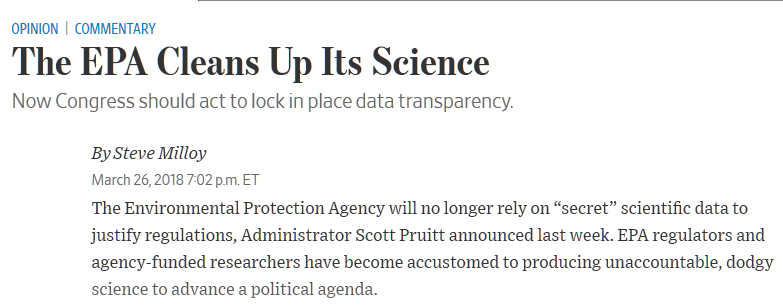 OPINION | COMMENTARY
The EPA Cleans Up Its Science
Now Congress should act to lock in place data transparency.
By Steve Milloy
March 26, 2018 7:02 p.m. ET
The Environmental Protection Agency will no longer rely on “secret” scientific data to
justify regulations, Administrator Scott Pruitt announced last week. EPA regulators and
agency-funded researchers have become accustomed to producing unaccountable, dodgy
science to advance a political agenda.